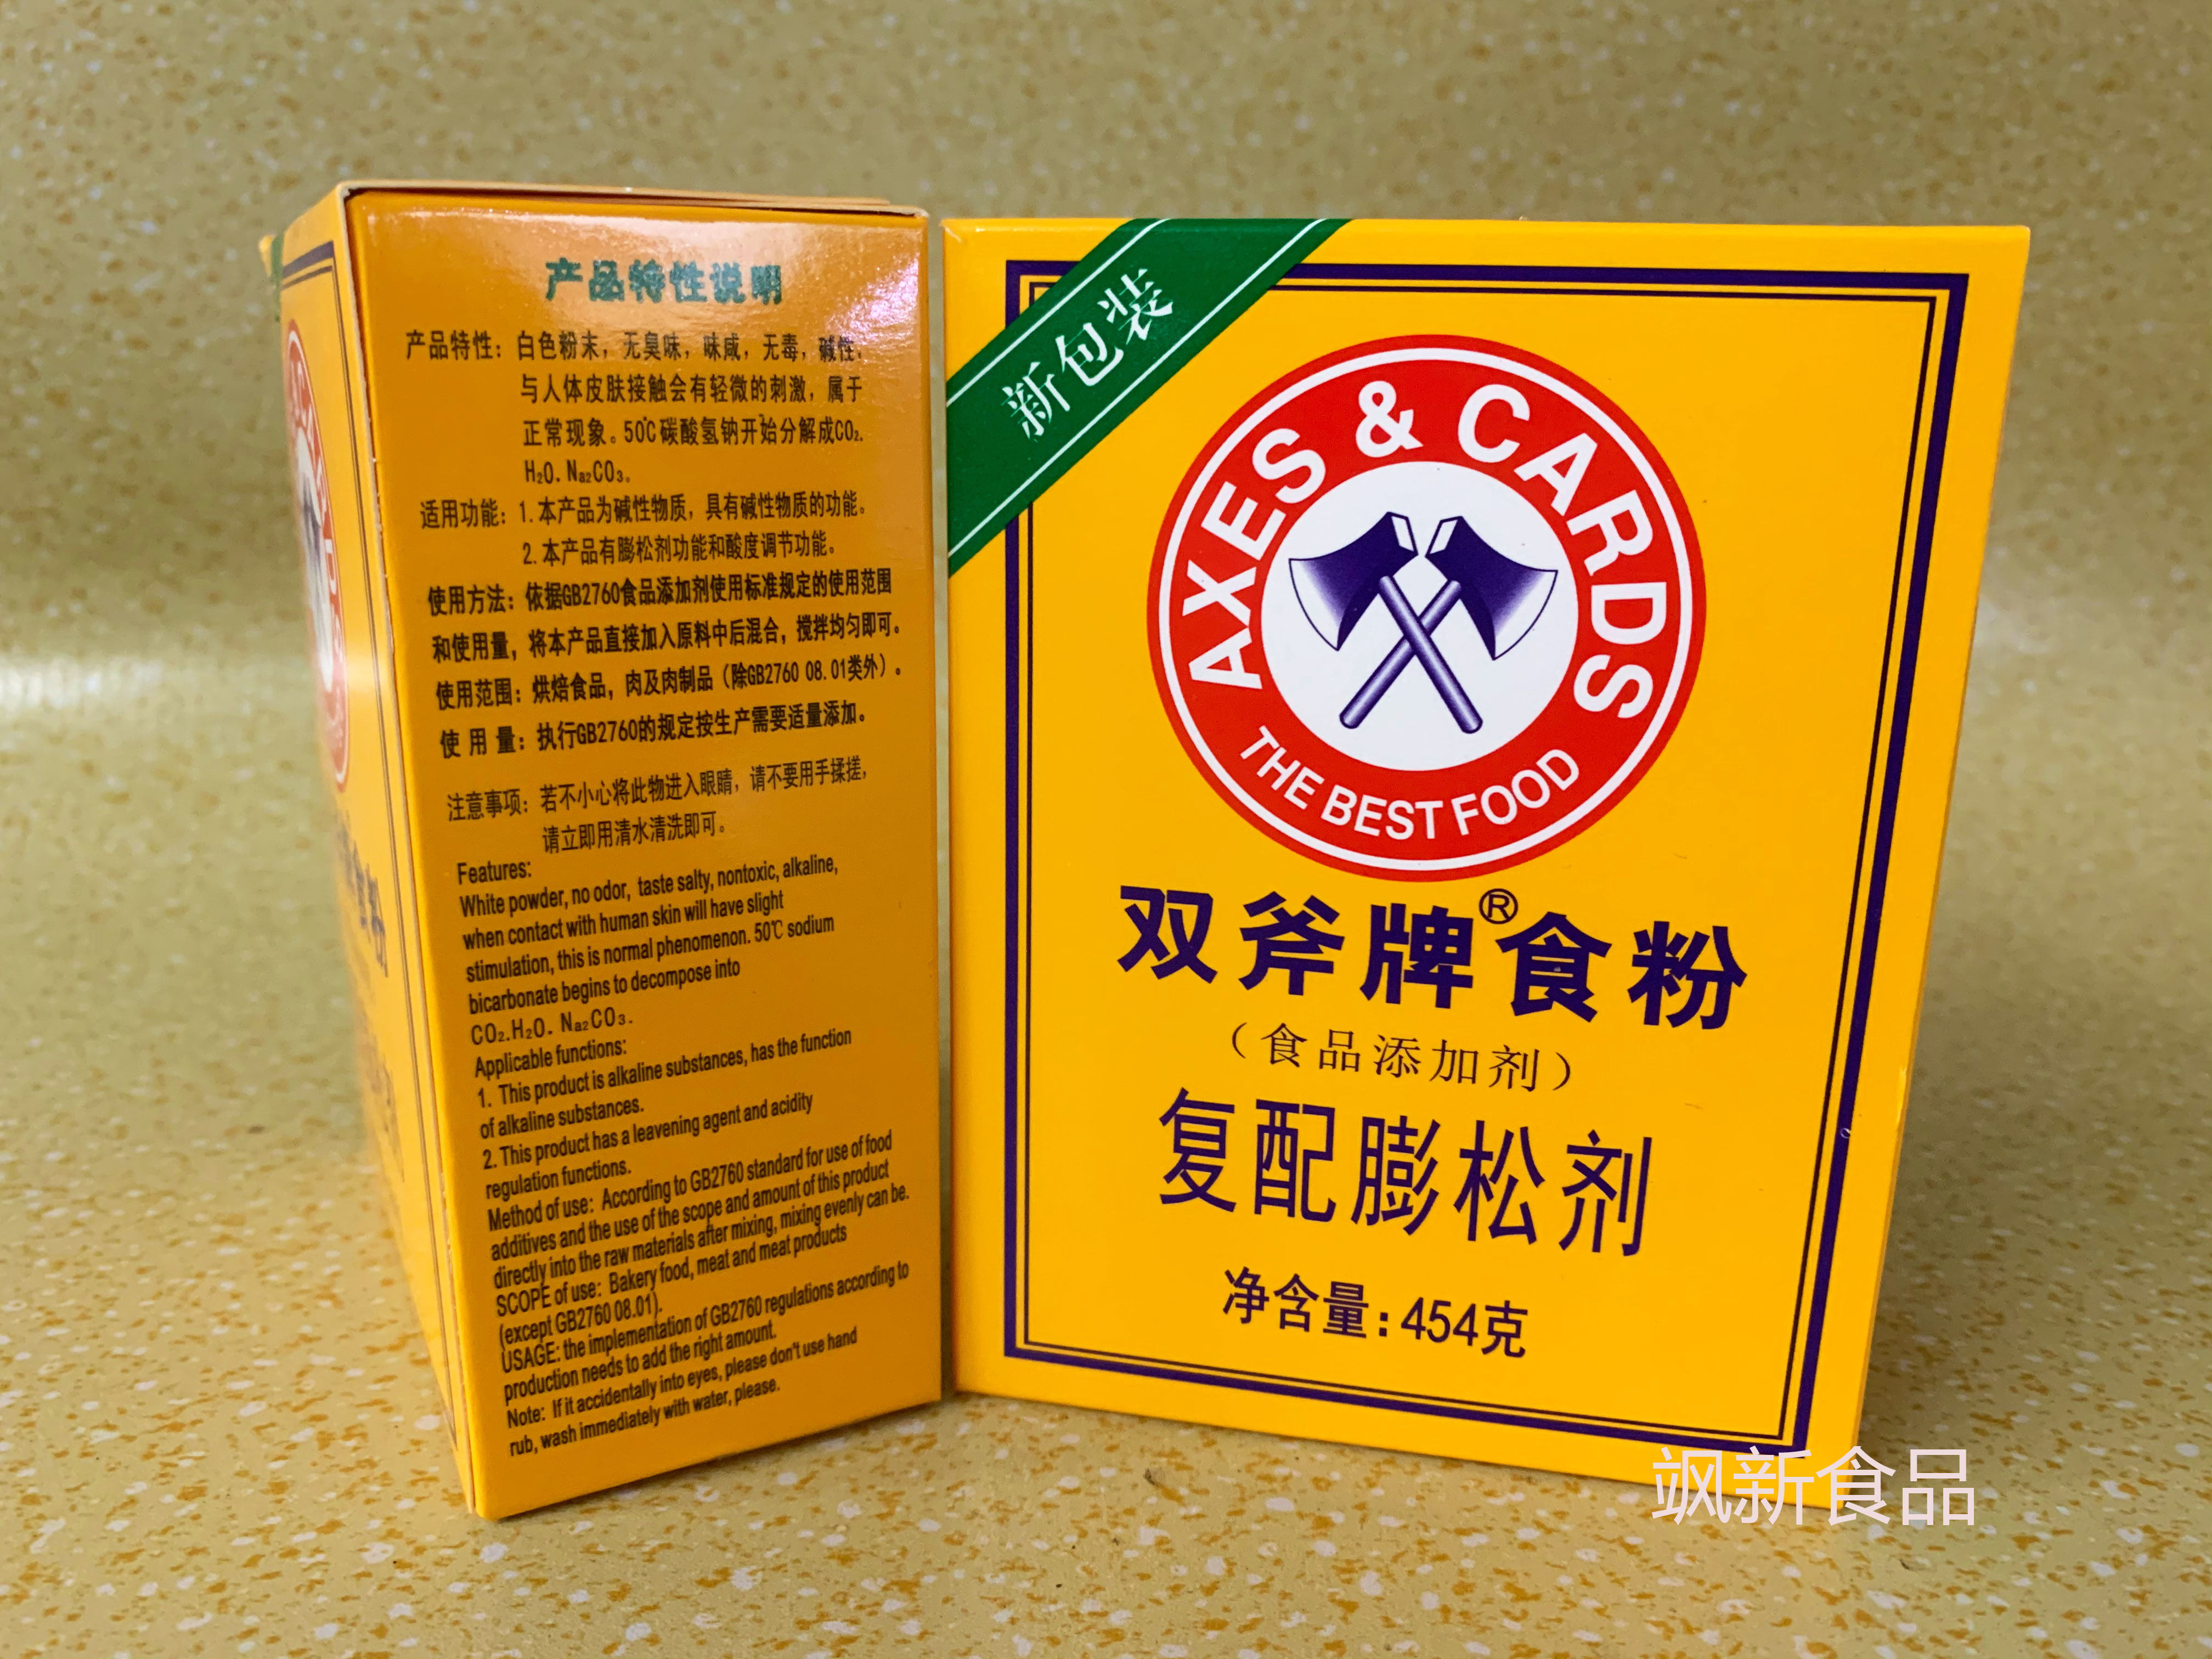 产品特性说明
产品特性：白色粉末，无臭味，味咸，无毒，碱性，
与人体皮肤接触会有轻微的刺激，属于
正常现象。50℃碳酸氢钠开始分解成CO₂.
H₂O. Na₂CO₃。
适用功能：1.本产品为碱性物质，具有碱性物质的功能。
2.本产品有膨松剂功能和酸度调节功能。
使用方法：依据GB2760食品添加剂使用标准规定的使用范围
和使用量，将本产品直接加入原料中后混合，搅拌均匀即可。
使用范围：烘焙食品，肉及肉制品（除GB2760 08.01类外）。
使 用 量：执行GB2760的规定按生产需要适量添加。
注意事项：若不小心将此物进入眼睛，请不要用手揉搓，
请立即用清水清洗即可。
Features:
White powder, no odor, taste salty, nontoxic, alkaline,
when contact with human skin will have slight
stimulation, this is normal phenomenon. 50℃ sodium
bicarbonate begins to decompose into
CO₂.H₂O. Na₂CO₃.
Applicable functions:
1. This product is alkaline substances, has the function
of alkaline substances.
2. This product has a leavening agent and acidity
regulation functions.
Method of use: According to GB2760 standard for use of food
additives and the use of the scope and amount of this product
directly into the raw materials after mixing, mixing evenly can be.
SCOPE of use: Bakery food, meat and meat products
(except GB2760 08.01).
USAGE: the implementation of GB2760 regulations according to
production needs to add the right amount.
Note: If it accidentally into eyes, please don't use hand
rub, wash immediately with water, please.
新包装
AXES & CARDS
THE BEST FOOD
双斧牌®食粉
（食品添加剂）
复配膨松剂
净含量：454克
飒新食品